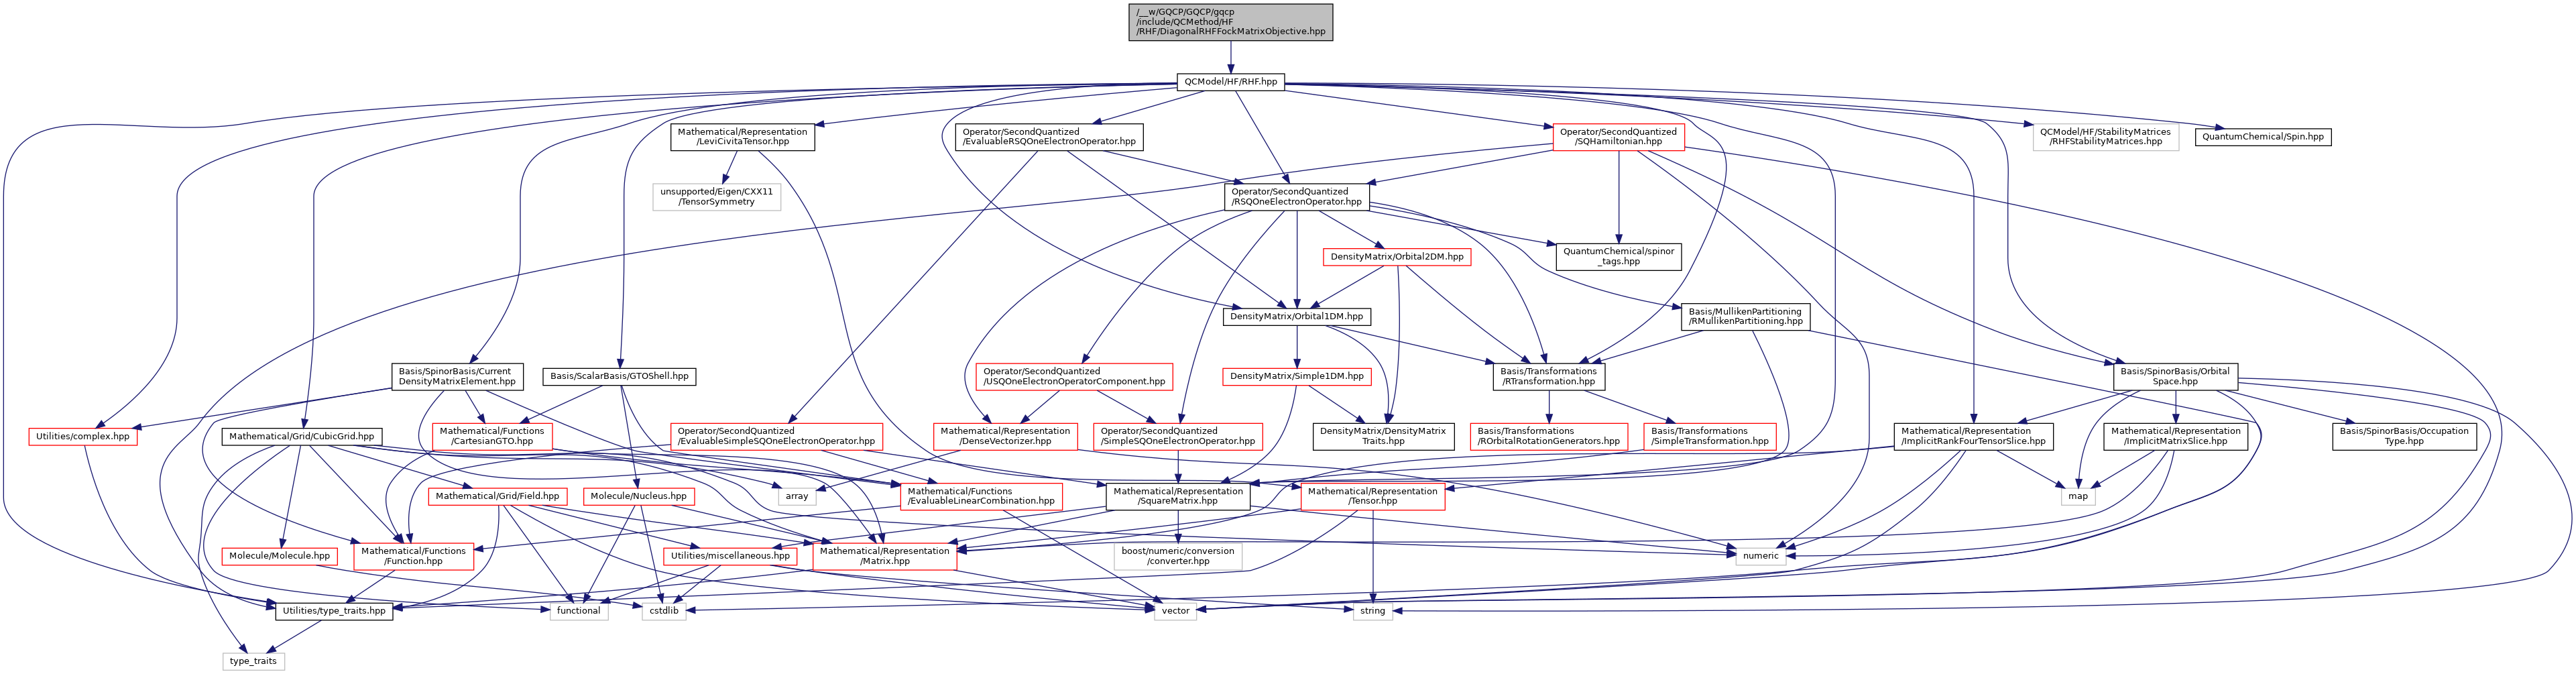 /__w/GQCP/GQCP/gqcp
/include/QCMethod/HF
/RHF/DiagonalRHFFockMatrixObjective.hpp
QCModel/HF/RHF.hpp
Mathematical/Representation
/LeviCivitaTensor.hpp
Operator/SecondQuantized
/EvaluableRSQOneElectronOperator.hpp
Operator/SecondQuantized
/SQHamiltonian.hpp
QCModel/HF/StabilityMatrices
/RHFStabilityMatrices.hpp
QuantumChemical/Spin.hpp
unsupported/Eigen/CXX11
/TensorSymmetry
Operator/SecondQuantized
/RSQOneElectronOperator.hpp
DensityMatrix/Orbital2DM.hpp
QuantumChemical/spinor
_tags.hpp
DensityMatrix/Orbital1DM.hpp
Basis/MullikenPartitioning
/RMullikenPartitioning.hpp
Basis/SpinorBasis/Current
DensityMatrixElement.hpp
Basis/ScalarBasis/GTOShell.hpp
Operator/SecondQuantized
/USQOneElectronOperatorComponent.hpp
DensityMatrix/Simple1DM.hpp
Basis/Transformations
/RTransformation.hpp
Basis/SpinorBasis/Orbital
Space.hpp
Utilities/complex.hpp
Mathematical/Grid/CubicGrid.hpp
Mathematical/Functions
/CartesianGTO.hpp
Operator/SecondQuantized
/EvaluableSimpleSQOneElectronOperator.hpp
Mathematical/Representation
/DenseVectorizer.hpp
Operator/SecondQuantized
/SimpleSQOneElectronOperator.hpp
DensityMatrix/DensityMatrix
Traits.hpp
Basis/Transformations
/ROrbitalRotationGenerators.hpp
Basis/Transformations
/SimpleTransformation.hpp
Mathematical/Representation
/ImplicitRankFourTensorSlice.hpp
Mathematical/Representation
/ImplicitMatrixSlice.hpp
Basis/SpinorBasis/Occupation
Type.hpp
Mathematical/Grid/Field.hpp
Molecule/Nucleus.hpp
array
Mathematical/Functions
/EvaluableLinearCombination.hpp
Mathematical/Representation
/SquareMatrix.hpp
Mathematical/Representation
/Tensor.hpp
map
Molecule/Molecule.hpp
Mathematical/Functions
/Function.hpp
Utilities/miscellaneous.hpp
Mathematical/Representation
/Matrix.hpp
boost/numeric/conversion
/converter.hpp
numeric
Utilities/type_traits.hpp
functional
cstdlib
vector
string
type_traits